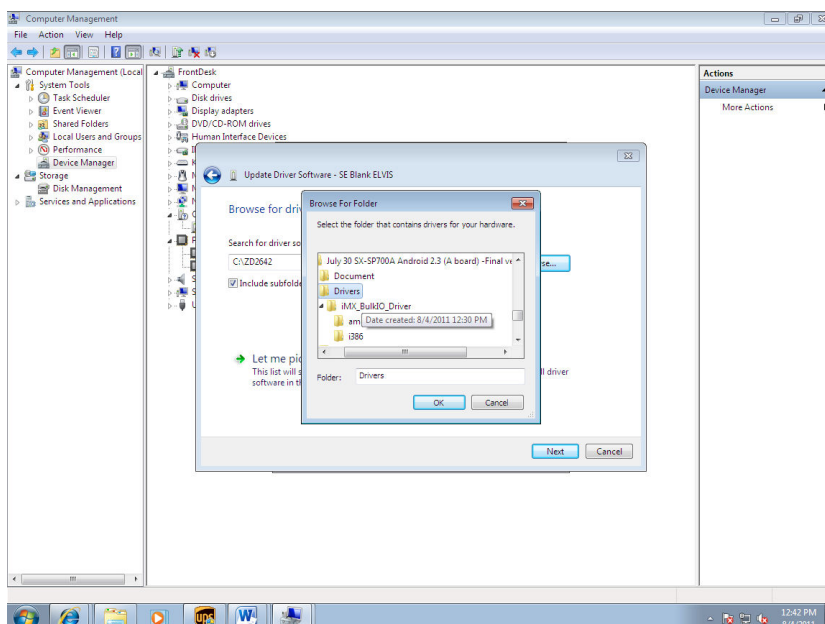 Computer Management
File Action View Help
Computer Management (Local
System Tools
Task Scheduler
Event Viewer
Shared Folders
Local Users and Groups
Performance
Device Manager
Storage
Disk Management
Services and Applications
FrontDesk
Computer
Disk drives
Display adapters
DVD/CD-ROM drives
Human Interface Devices
Actions
Device Manager
More Actions
Update Driver Software - SE Blank ELVIS
Browse for driv
Search for driver so
C:\ZD2642
se...
Include subfolde
Let me pic
This list will s
ll driver
software in th
Next
Cancel
Browse For Folder
Select the folder that contains drivers for your hardware.
July 30 SX-SP700A Android 2.3 (A board) -Final ve
Document
Drivers
iMX_BulkIO_Driver
am
Date created: 8/4/2011 12:30 PM
i386
Folder: Drivers
OK
Cancel
ups
W
12:42 PM
8/4/2011